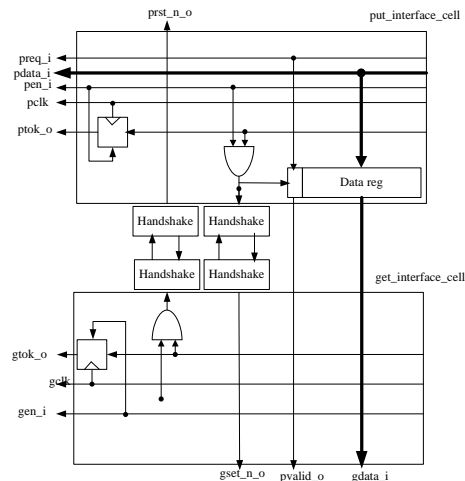 prst_n_o
put_interface_cell
preq_i
pdata_i
pen_i
pclk
ptok_o
Data reg
Handshake
Handshake
Handshake
Handshake
get_interface_cell
gtok_o
gclk
gen_i
gset_n_o
pvalid_o
gdata_i